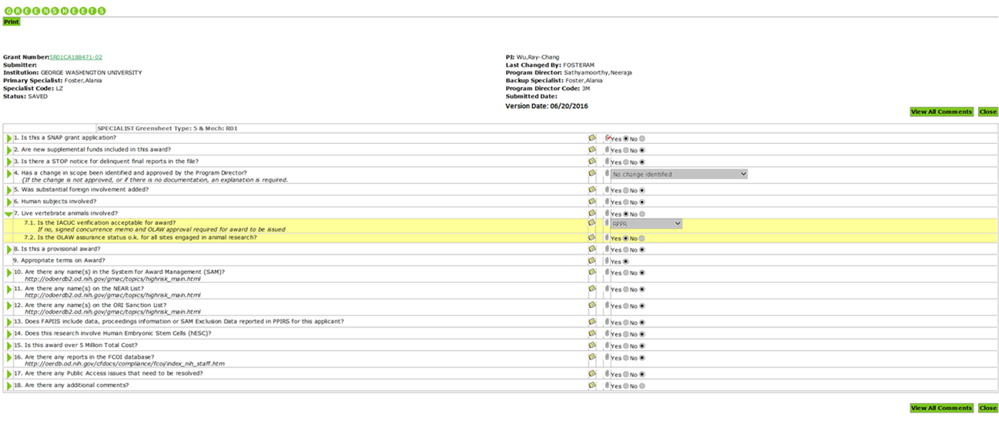 GREENSHEETS
Print
Grant Number:5R01CA188471-02
Submitter:
Institution: GEORGE WASHINGTON UNIVERSITY
Primary Specialist: Foster,Alania
Specialist Code: LZ
Status: SAVED
PI: Wu,Ray-Chang
Last Changed By: FOSTERAM
Program Director: Sathyamoorthy,Neeraja
Backup Specialist: Foster,Alania
Program Director Code: 3M
Submitted Date:
Version Date: 06/20/2016
View All Comments Close
SPECIALIST Greensheet Type: 5 & Mech: R01
1. Is this a SNAP grant application? Yes No
2. Are new supplemental funds included in this award? Yes No
3. Is there a STOP notice for delinquent final reports in the file? Yes No
4. Has a change in scope been identified and approved by the Program Director? No change identified
{If the change is not approved, or if there is no documentation, an explanation is required.
5. Was substantial foreign involvement added? Yes No
6. Human subjects involved? Yes No
7. Live vertebrate animals involved? Yes No
7.1. Is the IACUC verification acceptable for award? RPPR
If no, signed concurrence memo and OLAW approval required for award to be issued
7.2. Is the OLAW assurance status o.k. for all sites engaged in animal research? Yes No
8. Is this a provisional award? Yes No
9. Appropriate terms on Award? Yes
10. Are there any name(s) in the System for Award Management (SAM)? Yes No
http://odoerdb2.od.nih.gov/gmac/topics/highrisk_main.html
11. Are there any name(s) on the NEAR List? Yes No
http://odoerdb2.od.nih.gov/gmac/topics/highrisk_main.html
12. Are there any name(s) on the ORI Sanction List? Yes No
http://odoerdb2.od.nih.gov/gmac/topics/highrisk_main.html
13. Does FAPIIS include data, proceedings information or SAM Exclusion Data reported in PPIRS for this applicant? Yes No
14. Does this research involve Human Embryonic Stem Cells (hESC)? Yes No
15. Is this award over 5 Million Total Cost? Yes No
16. Are there any reports in the FCOI database? Yes No
http://oerdb.od.nih.gov/cfdocs/compliance/fcoi/index_nih_staff.htm
17. Are there any Public Access issues that need to be resolved? Yes No
18. Are there any additional comments? Yes No
View All Comments Close